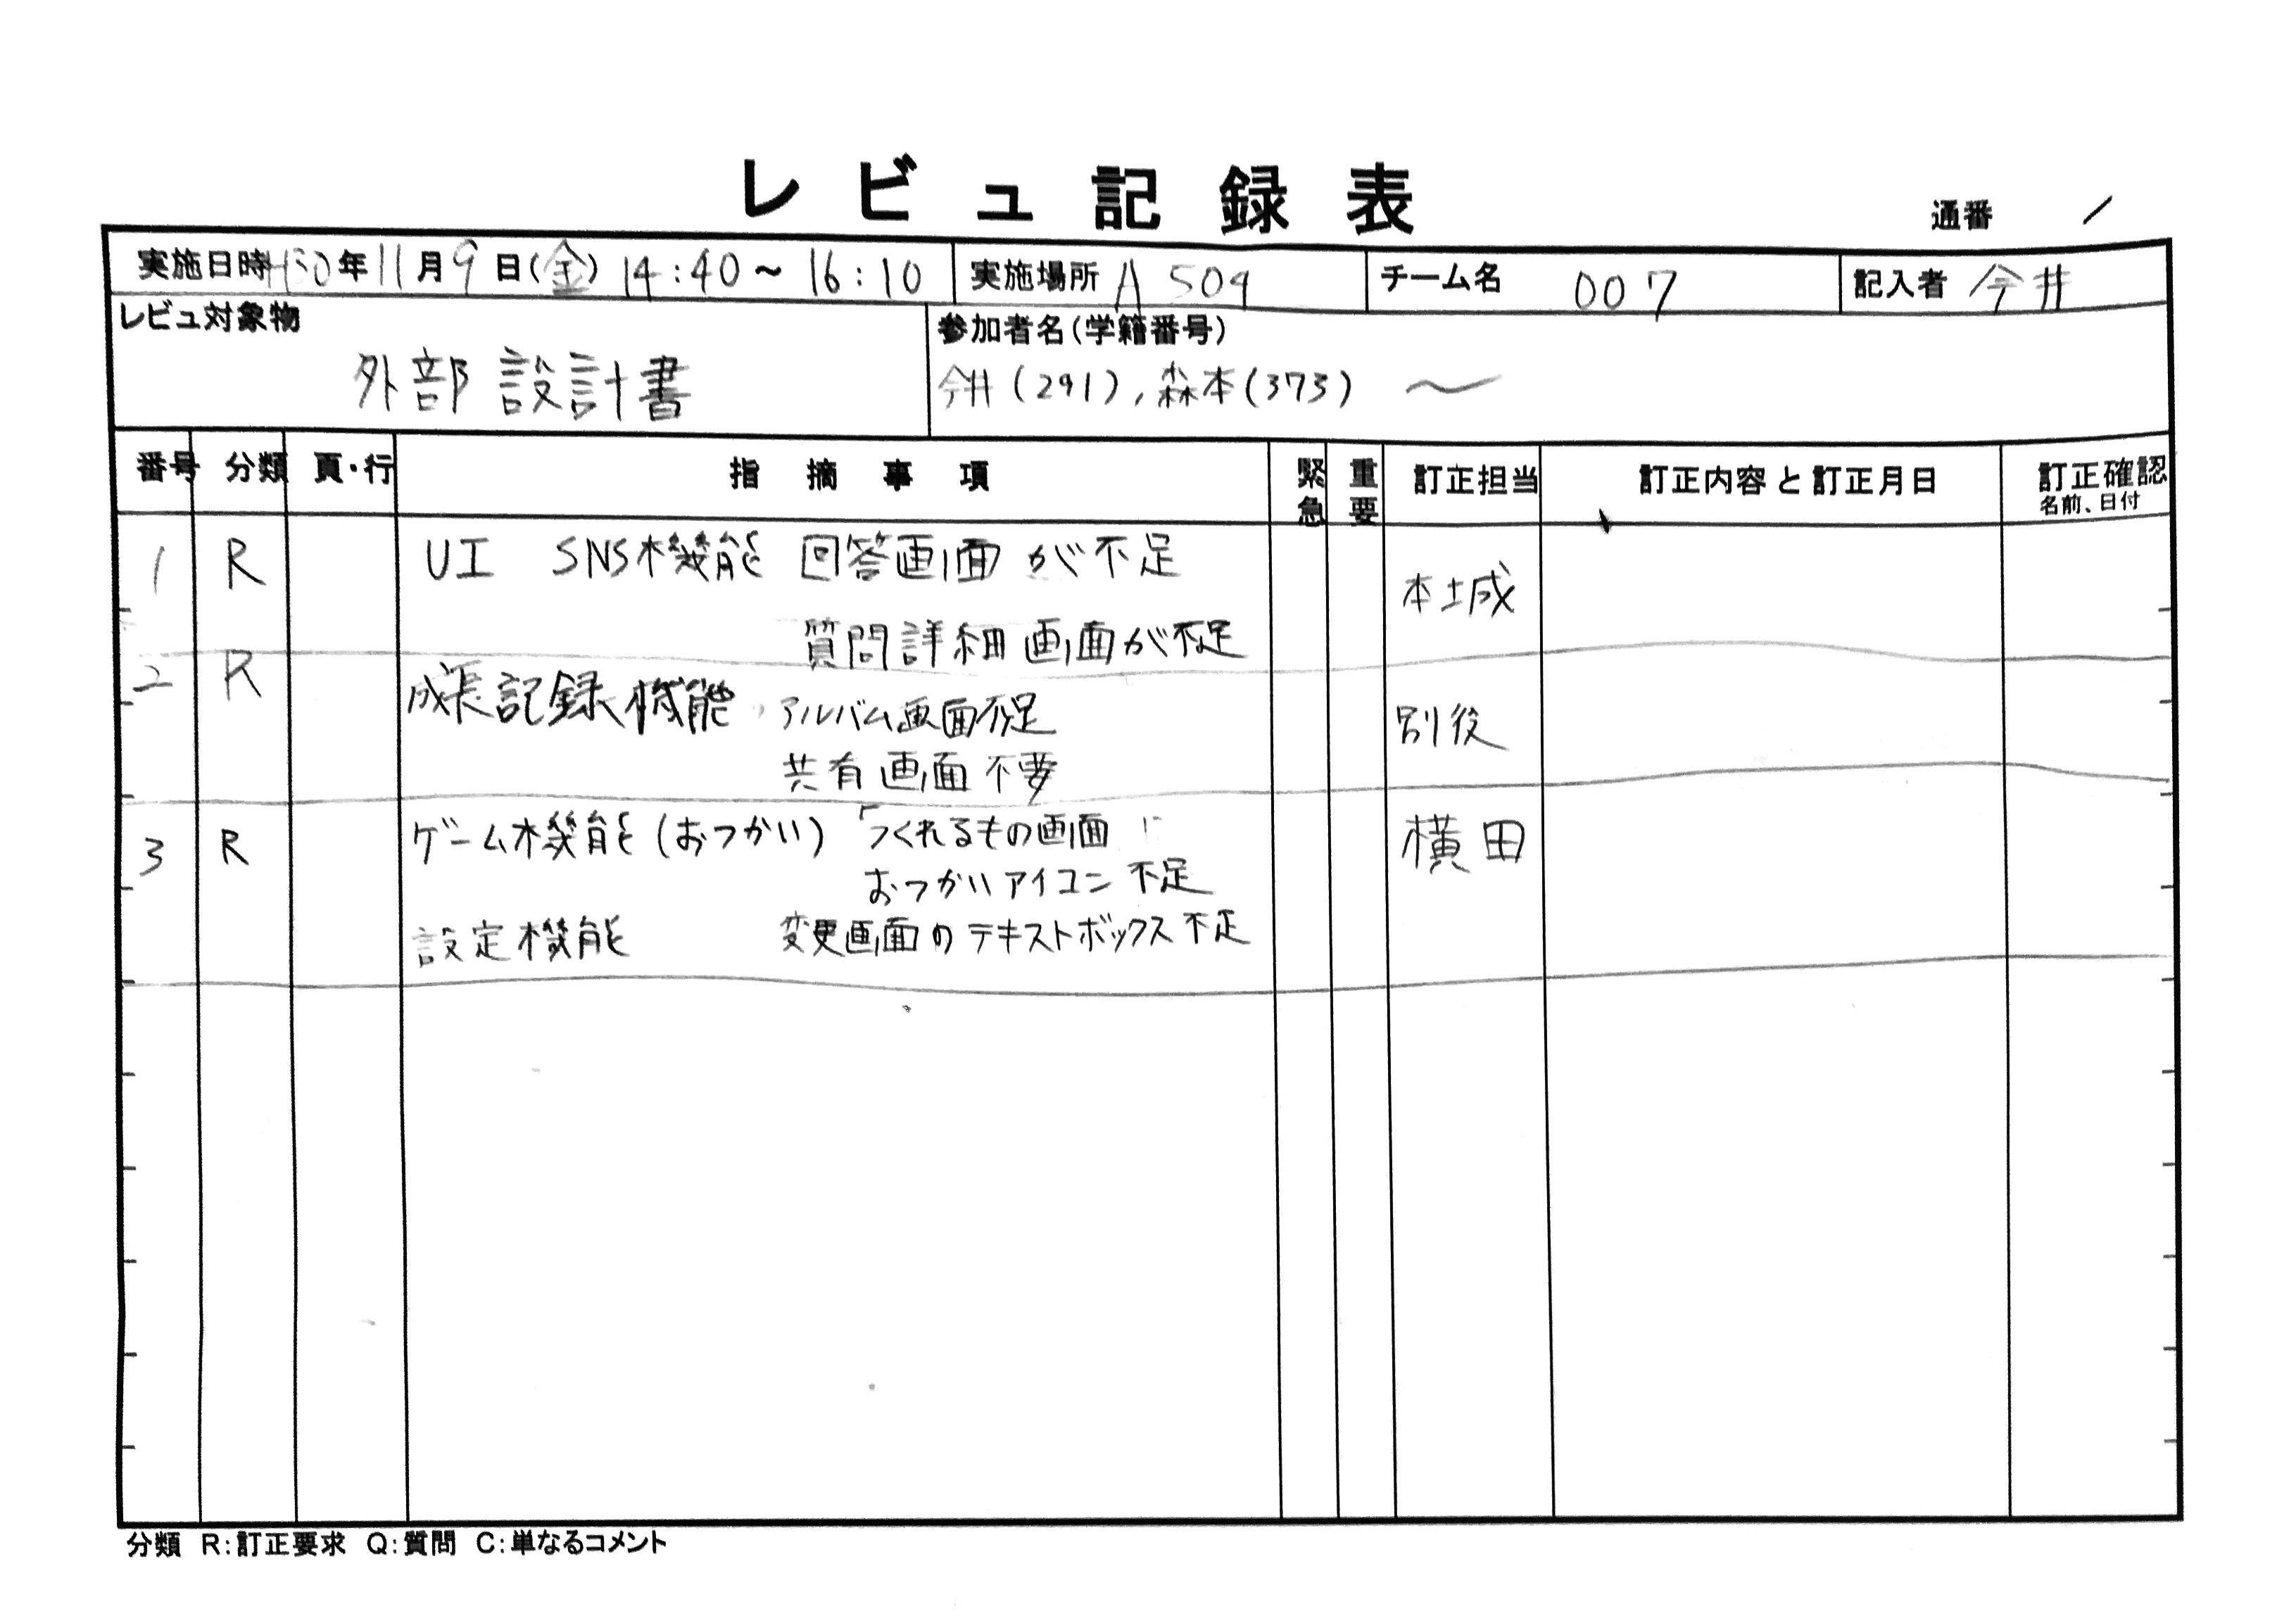 レビュ記録表
通番 1
実施日時 H30年11月9日(金) 14:40~16:10 実施場所 A504 チーム名 007 記入者 今井
レビュ対象物
外部設計書
参加者名(学籍番号)
今井(291),森本(373) ~
番号 分類 頁・行 指摘事項 緊急 重要 訂正担当 訂正内容と訂正月日 訂正確認
名前、日付
1 R UI SNS機能 回答画面が不足
質問詳細画面が不足 本城
2 R 成長記録機能 アルバム画面不足
共有画面不要 別役
3 R ゲーム機能(おつかい) つくれるもの画面に
おつかいアイコン不足 横田
設定機能 変更画面のテキストボックス不足
分類 R:訂正要求 Q:質問 C:単なるコメント